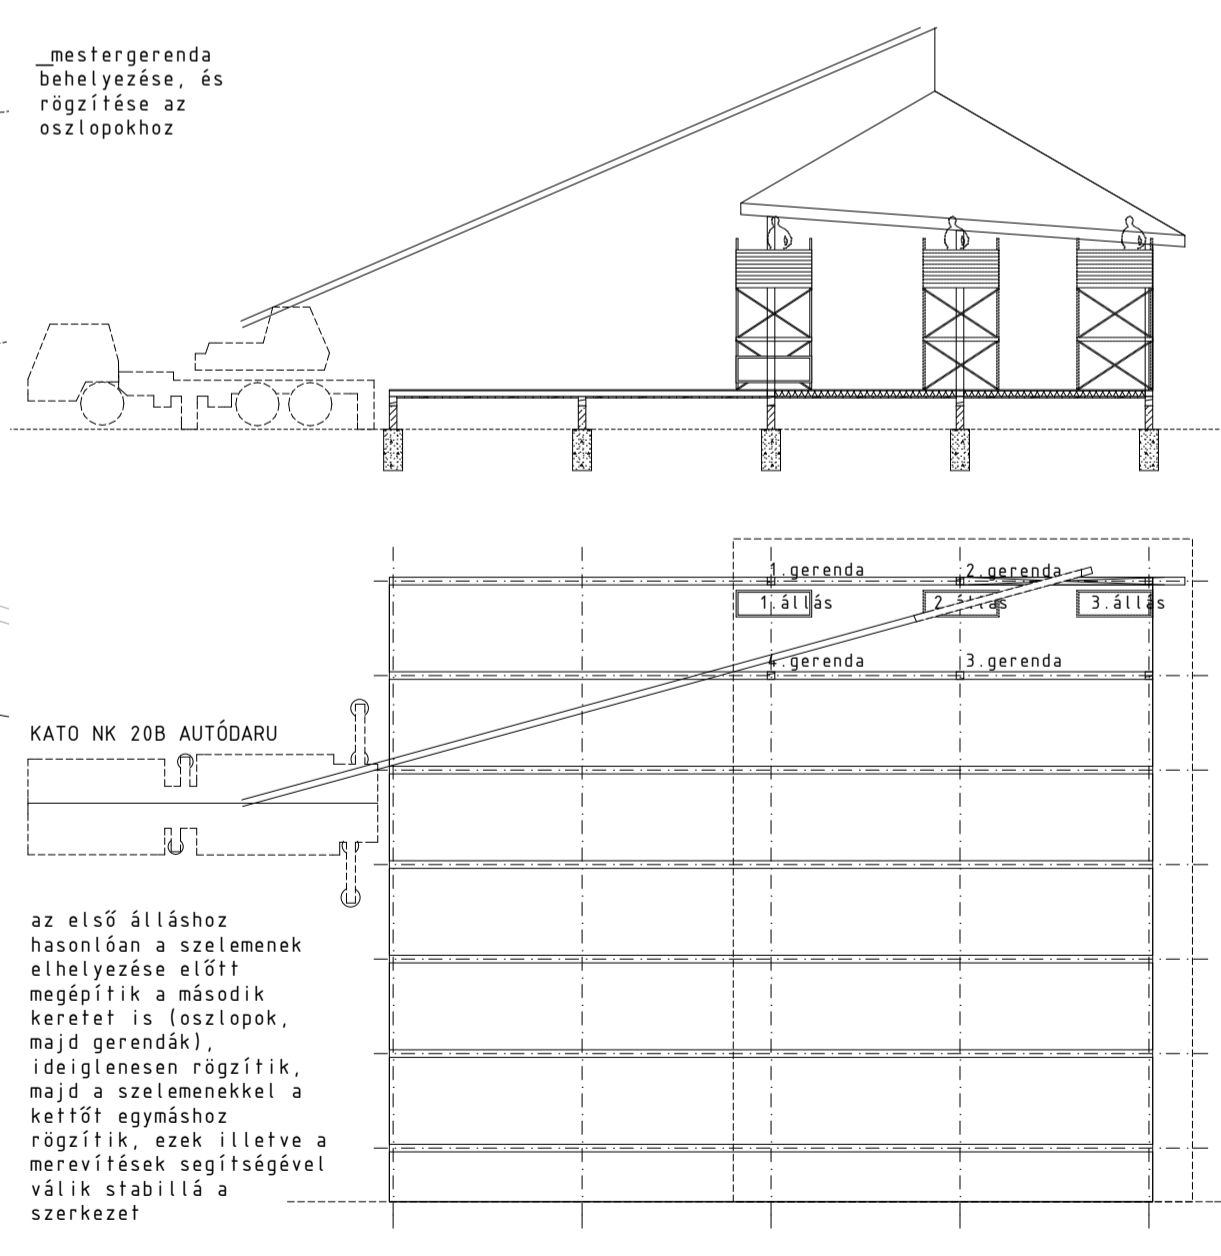 _mestergerenda
behelyezése, és
rögzítése az
oszlopokhoz
1.gerenda
2.gerenda
1.állás
2.állás
3.állás
4.gerenda
3.gerenda
KATO NK 20B AUTÓDARU
az első álláshoz
hasonlóan a szelemenek
elhelyezése előtt
megépítik a második
keretet is (oszlopok,
majd gerendák),
ideiglenesen rögzítik,
majd a szelemenekkel a
kettőt egymáshoz
rögzítik, ezek illetve a
merevítések segítségével
válik stabillá a
szerkezet